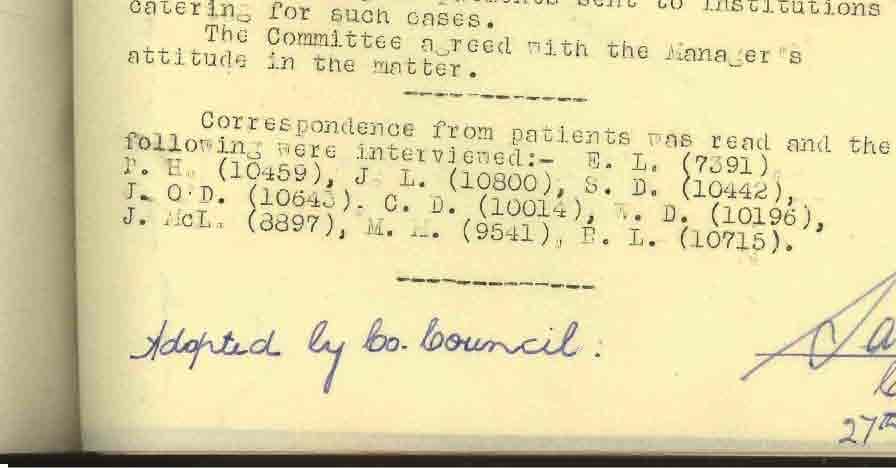 catering for such cases.
The Committee agreed with the Manager's
attitude in the matter.
Correspondence from patients was read and the
following were interviewed:- E. L. (7391)
P. H. (10459), J. L. (10800), S. D. (10442),
J. O'D. (10643). C. D. (10014), D. (10196),
J. McL. (8897), M. (9541), L. (10715).
Adopted by Co. Council.
27th